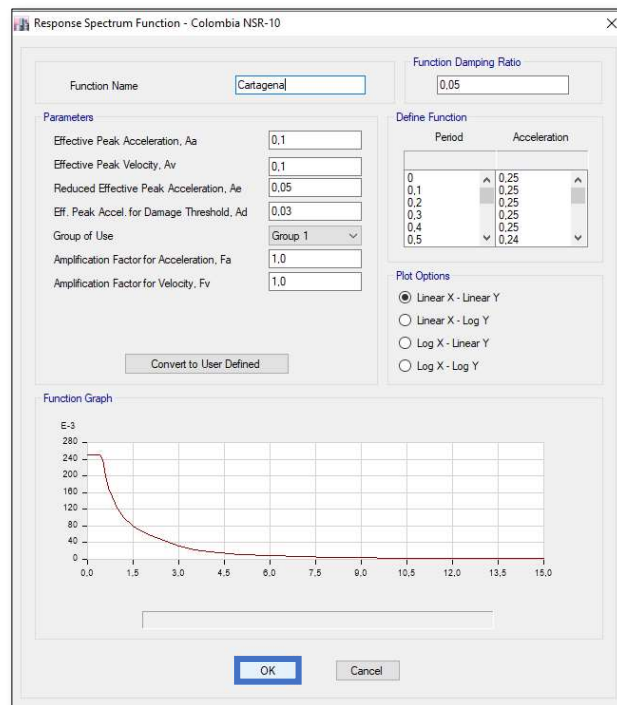 Response Spectrum Function - Colombia NSR-10
Function Name
Cartagena
Function Damping Ratio
0,05
Parameters
Effective Peak Acceleration, Aa
0,1
Effective Peak Velocity, Av
0,1
Reduced Effective Peak Acceleration, Ae
0,05
Eff. Peak Accel. for Damage Threshold, Ad
0,03
Group of Use
Group 1
Amplification Factor for Acceleration, Fa
1,0
Amplification Factor for Velocity, Fv
1,0
Convert to User Defined
Define Function
Period Acceleration
0 0,25
0,1 0,25
0,2 0,25
0,3 0,25
0,4 0,25
0,5 0,24
Plot Options
Linear X - Linear Y
Linear X - Log Y
Log X - Linear Y
Log X - Log Y
Function Graph
E-3
280
240
200
160
120
80
40
0
0,0 1,5 3,0 4,5 6,0 7,5 9,0 10,5 12,0 13,5 15,0
OK Cancel